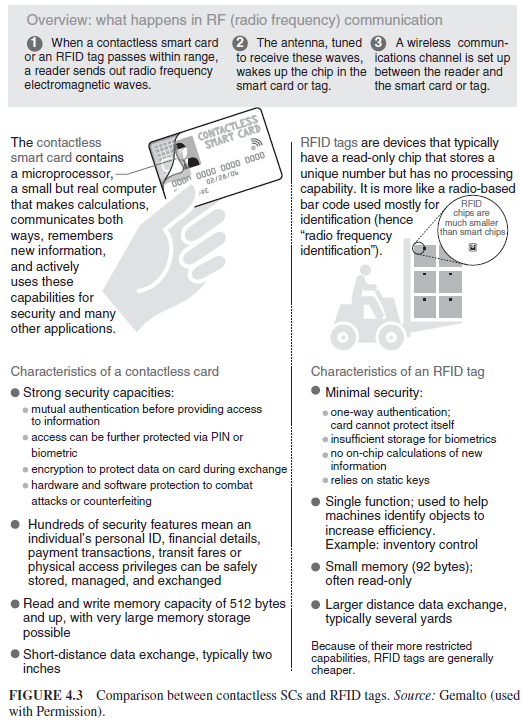 Overview: what happens in RF (radio frequency) communication
1 When a contactless smart card
or an RFID tag passes within range,
a reader sends out radio frequency
electromagnetic waves.
2 The antenna, tuned
to receive these waves,
wakes up the chip in the
smart card or tag.
3 A wireless commun-
ications channel is set up
between the reader and
the smart card or tag.
The contactless
smart card contains
a microprocessor,
a small but real computer
that makes calculations,
communicates both
ways, remembers
new information,
and actively
uses these
capabilities for
security and many
other applications.
CONTACTLESS
SMART CARD
0000 0000 0000 0000
02/28/06
RFID tags are devices that typically
have a read-only chip that stores a
unique number but has no processing
capability. It is more like a radio-based
bar code used mostly for
identification (hence
“radio frequency
identification”).
RFID
chips are
much smaller
than smart chips
Characteristics of a contactless card
● Strong security capacities:
● mutual authentication before providing access
to information
● access can be further protected via PIN or
biometric
● encryption to protect data on card during exchange
● hardware and software protection to combat
attacks or counterfeiting
● Hundreds of security features mean an
individual’s personal ID, financial details,
payment transactions, transit fares or
physical access privileges can be safely
stored, managed, and exchanged
● Read and write memory capacity of 512 bytes
and up, with very large memory storage
possible
● Short-distance data exchange, typically two
inches
Characteristics of an RFID tag
● Minimal security:
● one-way authentication;
card cannot protect itself
● insufficient storage for biometrics
● no on-chip calculations of new
information
● relies on static keys
● Single function; used to help
machines identify objects to
increase efficiency.
Example: inventory control
● Small memory (92 bytes);
often read-only
● Larger distance data exchange,
typically several yards
Because of their more restricted
capabilities, RFID tags are generally
cheaper.
FIGURE 4.3 Comparison between contactless SCs and RFID tags. Source: Gemalto (used
with Permission).